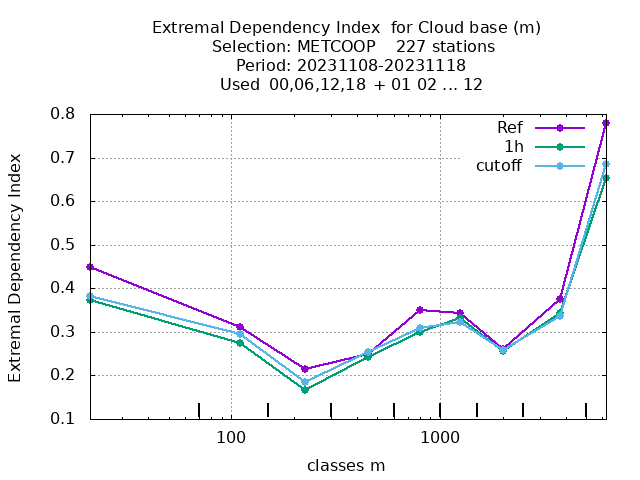 Extremal Dependency Index  for Cloud base (m)
Selection: METCOOP    227 stations
Period: 20231108-20231118
Used  00,06,12,18  + 01 02 ... 12
Ref
1h
cutoff
Extremal Dependency Index
0.8
0.7
0.6
0.5
0.4
0.3
0.2
0.1
100 1000
classes m